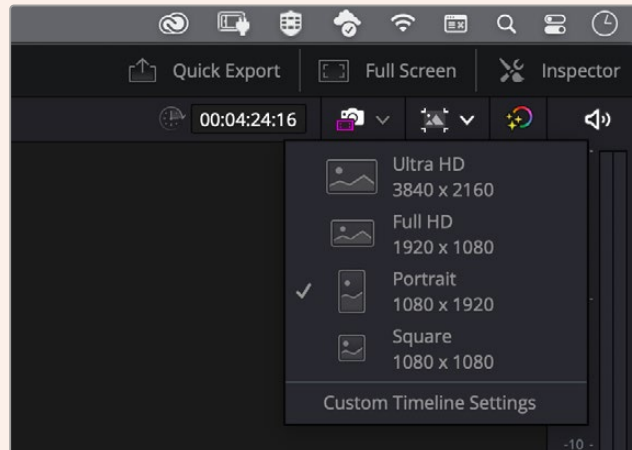 Quick Export
Full Screen
Inspector
00:04:24:16
Ultra HD
3840 x 2160
Full HD
1920 x 1080
Portrait
1080 x 1920
Square
1080 x 1080
Custom Timeline Settings
-10